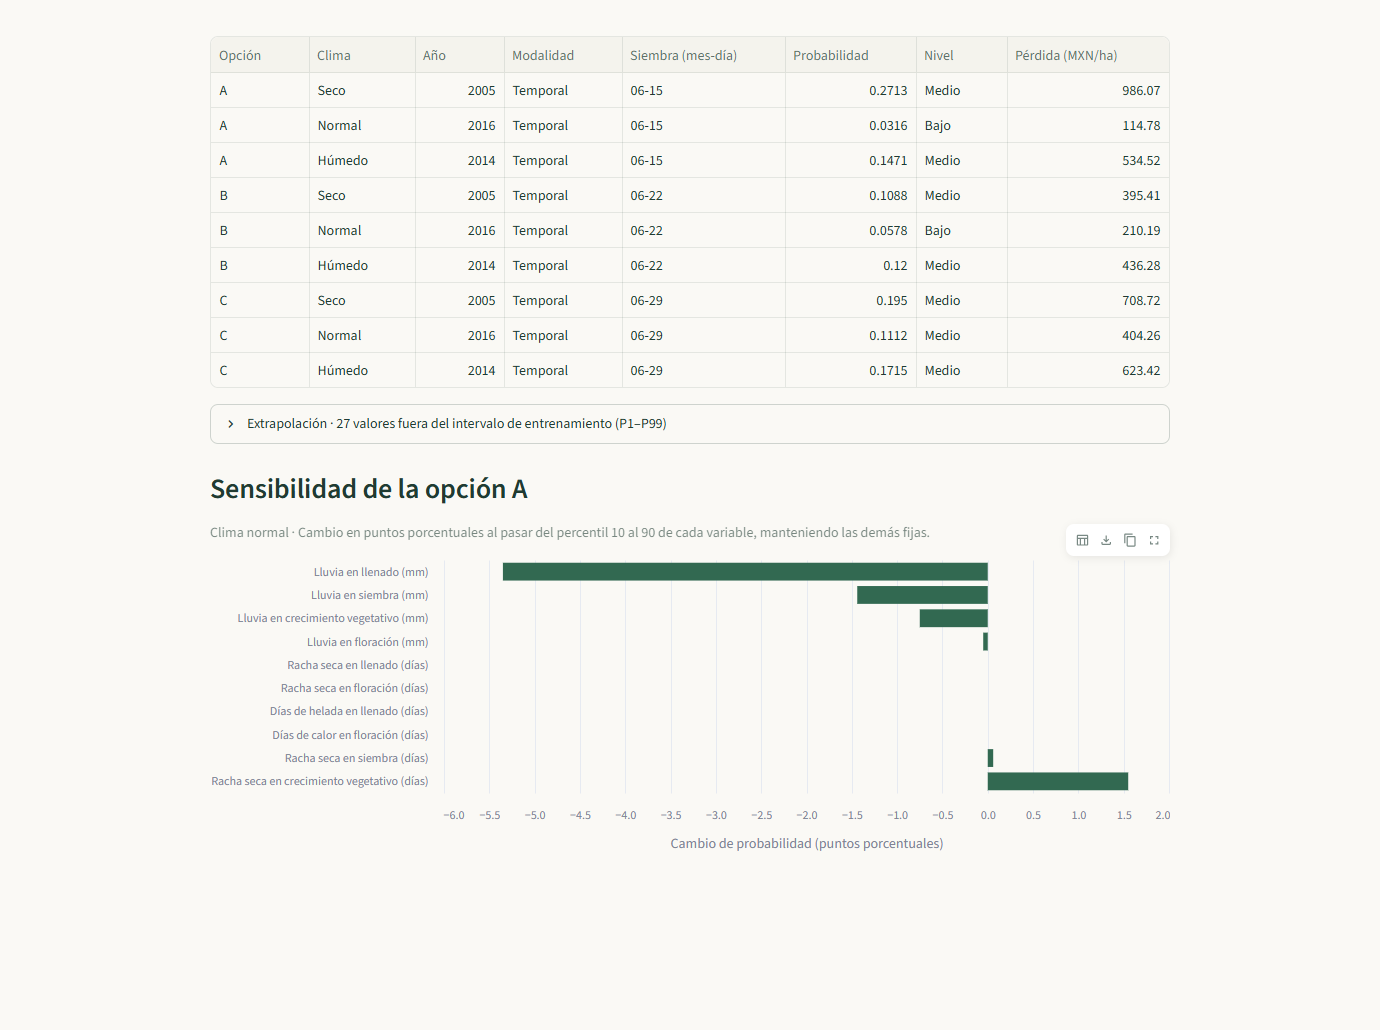 Opción Clima Año Modalidad Siembra (mes-día) Probabilidad Nivel Pérdida (MXN/ha)
A Seco 2005 Temporal 06-15 0.2713 Medio 986.07
A Normal 2016 Temporal 06-15 0.0316 Bajo 114.78
A Húmedo 2014 Temporal 06-15 0.1471 Medio 534.52
B Seco 2005 Temporal 06-22 0.1088 Medio 395.41
B Normal 2016 Temporal 06-22 0.0578 Bajo 210.19
B Húmedo 2014 Temporal 06-22 0.12 Medio 436.28
C Seco 2005 Temporal 06-29 0.195 Medio 708.72
C Normal 2016 Temporal 06-29 0.1112 Medio 404.26
C Húmedo 2014 Temporal 06-29 0.1715 Medio 623.42
Extrapolación · 27 valores fuera del intervalo de entrenamiento (P1–P99)
Sensibilidad de la opción A
Clima normal · Cambio en puntos porcentuales al pasar del percentil 10 al 90 de cada variable, manteniendo las demás fijas.
Lluvia en llenado (mm)
Lluvia en siembra (mm)
Lluvia en crecimiento vegetativo (mm)
Lluvia en floración (mm)
Racha seca en llenado (días)
Racha seca en floración (días)
Días de helada en llenado (días)
Días de calor en floración (días)
Racha seca en siembra (días)
Racha seca en crecimiento vegetativo (días)
−6.0 −5.5 −5.0 −4.5 −4.0 −3.5 −3.0 −2.5 −2.0 −1.5 −1.0 −0.5 0.0 0.5 1.0 1.5 2.0
Cambio de probabilidad (puntos porcentuales)